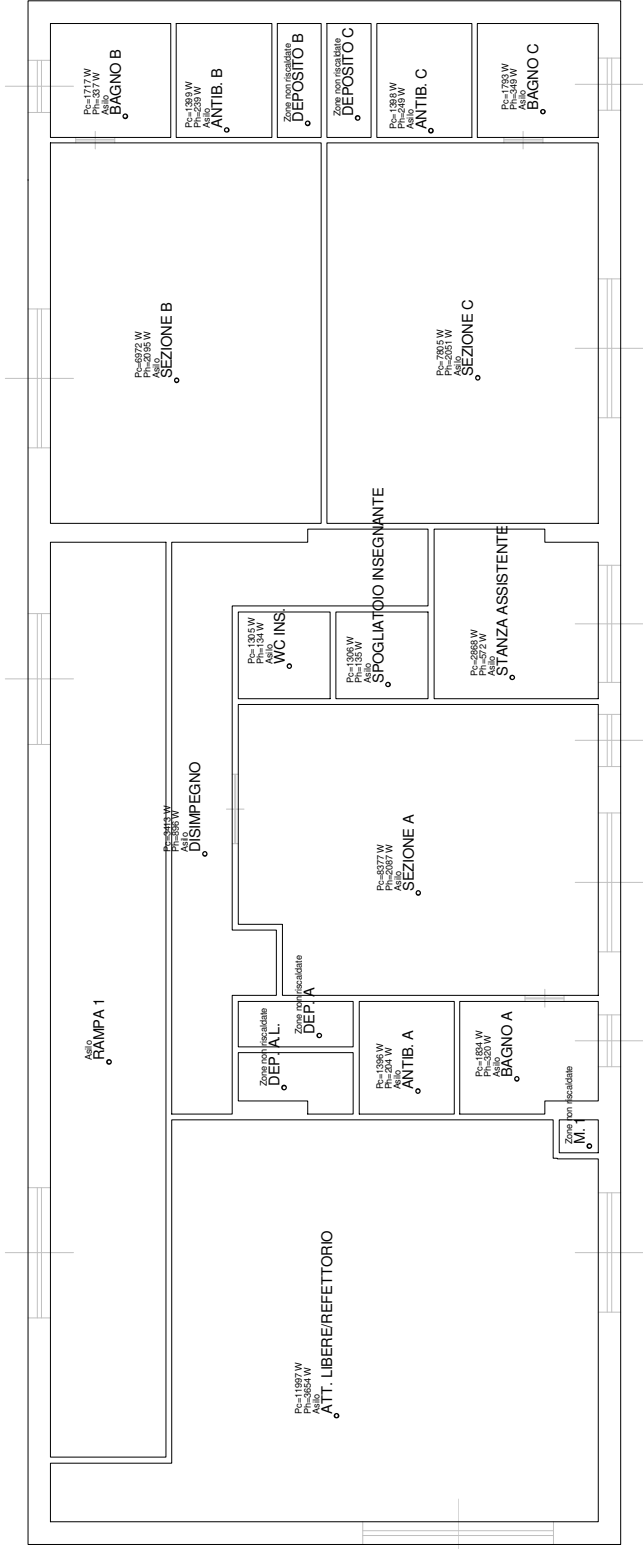 Pc=1717 W
Ph=337 W
Asilo
BAGNO B
Pc=1399 W
Ph=239 W
Asilo
ANTIB. B
Zone non riscaldate
DEPOSITO B
Zone non riscaldate
DEPOSITO C
Pc=1398 W
Ph=249 W
Asilo
ANTIB. C
Pc=1793 W
Ph=349 W
Asilo
BAGNO C
Pc=6972 W
Ph=2095 W
Asilo
SEZIONE B
Pc=7805 W
Ph=2051 W
Asilo
SEZIONE C
Pc=1305 W
Ph=134 W
Asilo
WC INS.
Pc=1306 W
Ph=135 W
Asilo
SPOGLIATOIO INSEGNANTE
Pc=2868 W
Ph=572 W
Asilo
STANZA ASSISTENTE
Pc=3413 W
Ph=896 W
Asilo
DISIMPEGNO
Pc=8377 W
Ph=2087 W
Asilo
SEZIONE A
Asilo
RAMPA 1
Zone non riscaldate
DEP. A.L.
Zone non riscaldate
DEP. A
Pc=1396 W
Ph=204 W
Asilo
ANTIB. A
Pc=1834 W
Ph=320 W
Asilo
BAGNO A
Zone non riscaldate
M. 1
Pc=11997 W
Ph=3654 W
Asilo
ATT. LIBERE/REFETTORIO